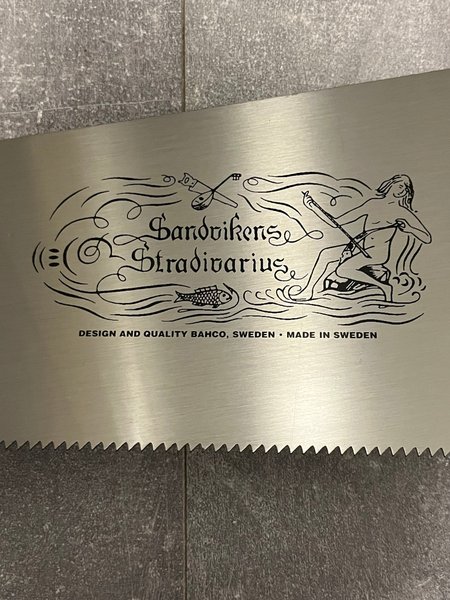 Sandvikens
Stradivarius
DESIGN AND QUALITY BAHCO, SWEDEN • MADE IN SWEDEN